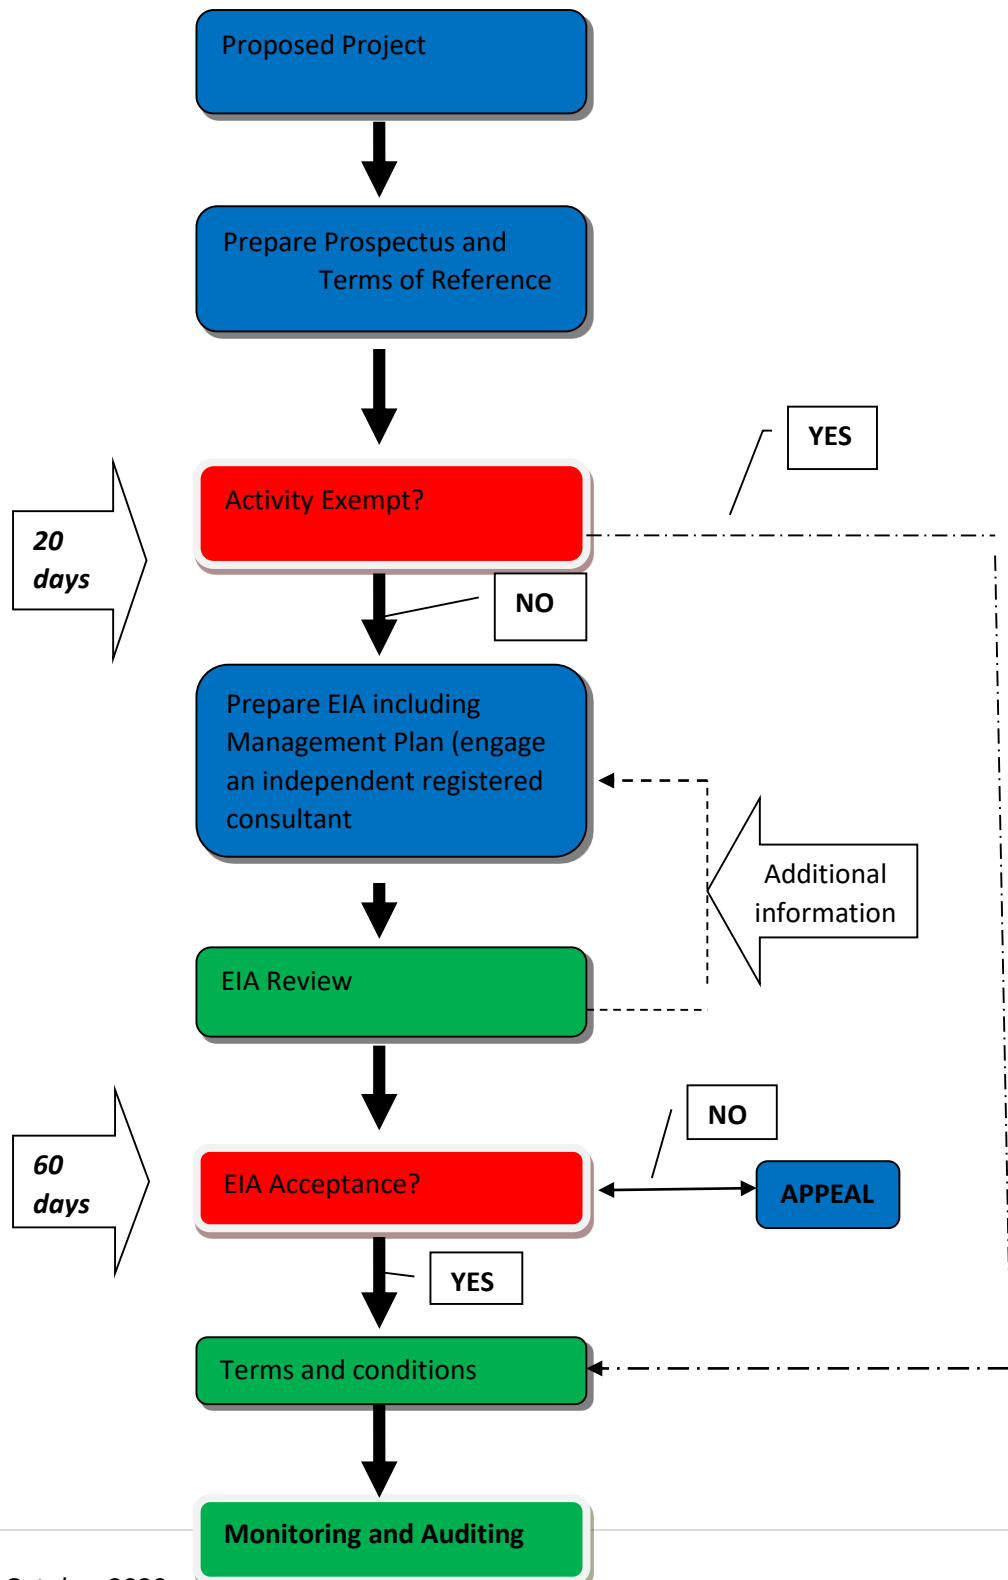 Proposed Project
Prepare Prospectus and
Terms of Reference
YES
Activity Exempt?
20
days
NO
Prepare EIA including
Management Plan (engage
an independent registered
consultant
Additional
information
EIA Review
NO
60
days
EIA Acceptance?
APPEAL
YES
Terms and conditions
Monitoring and Auditing